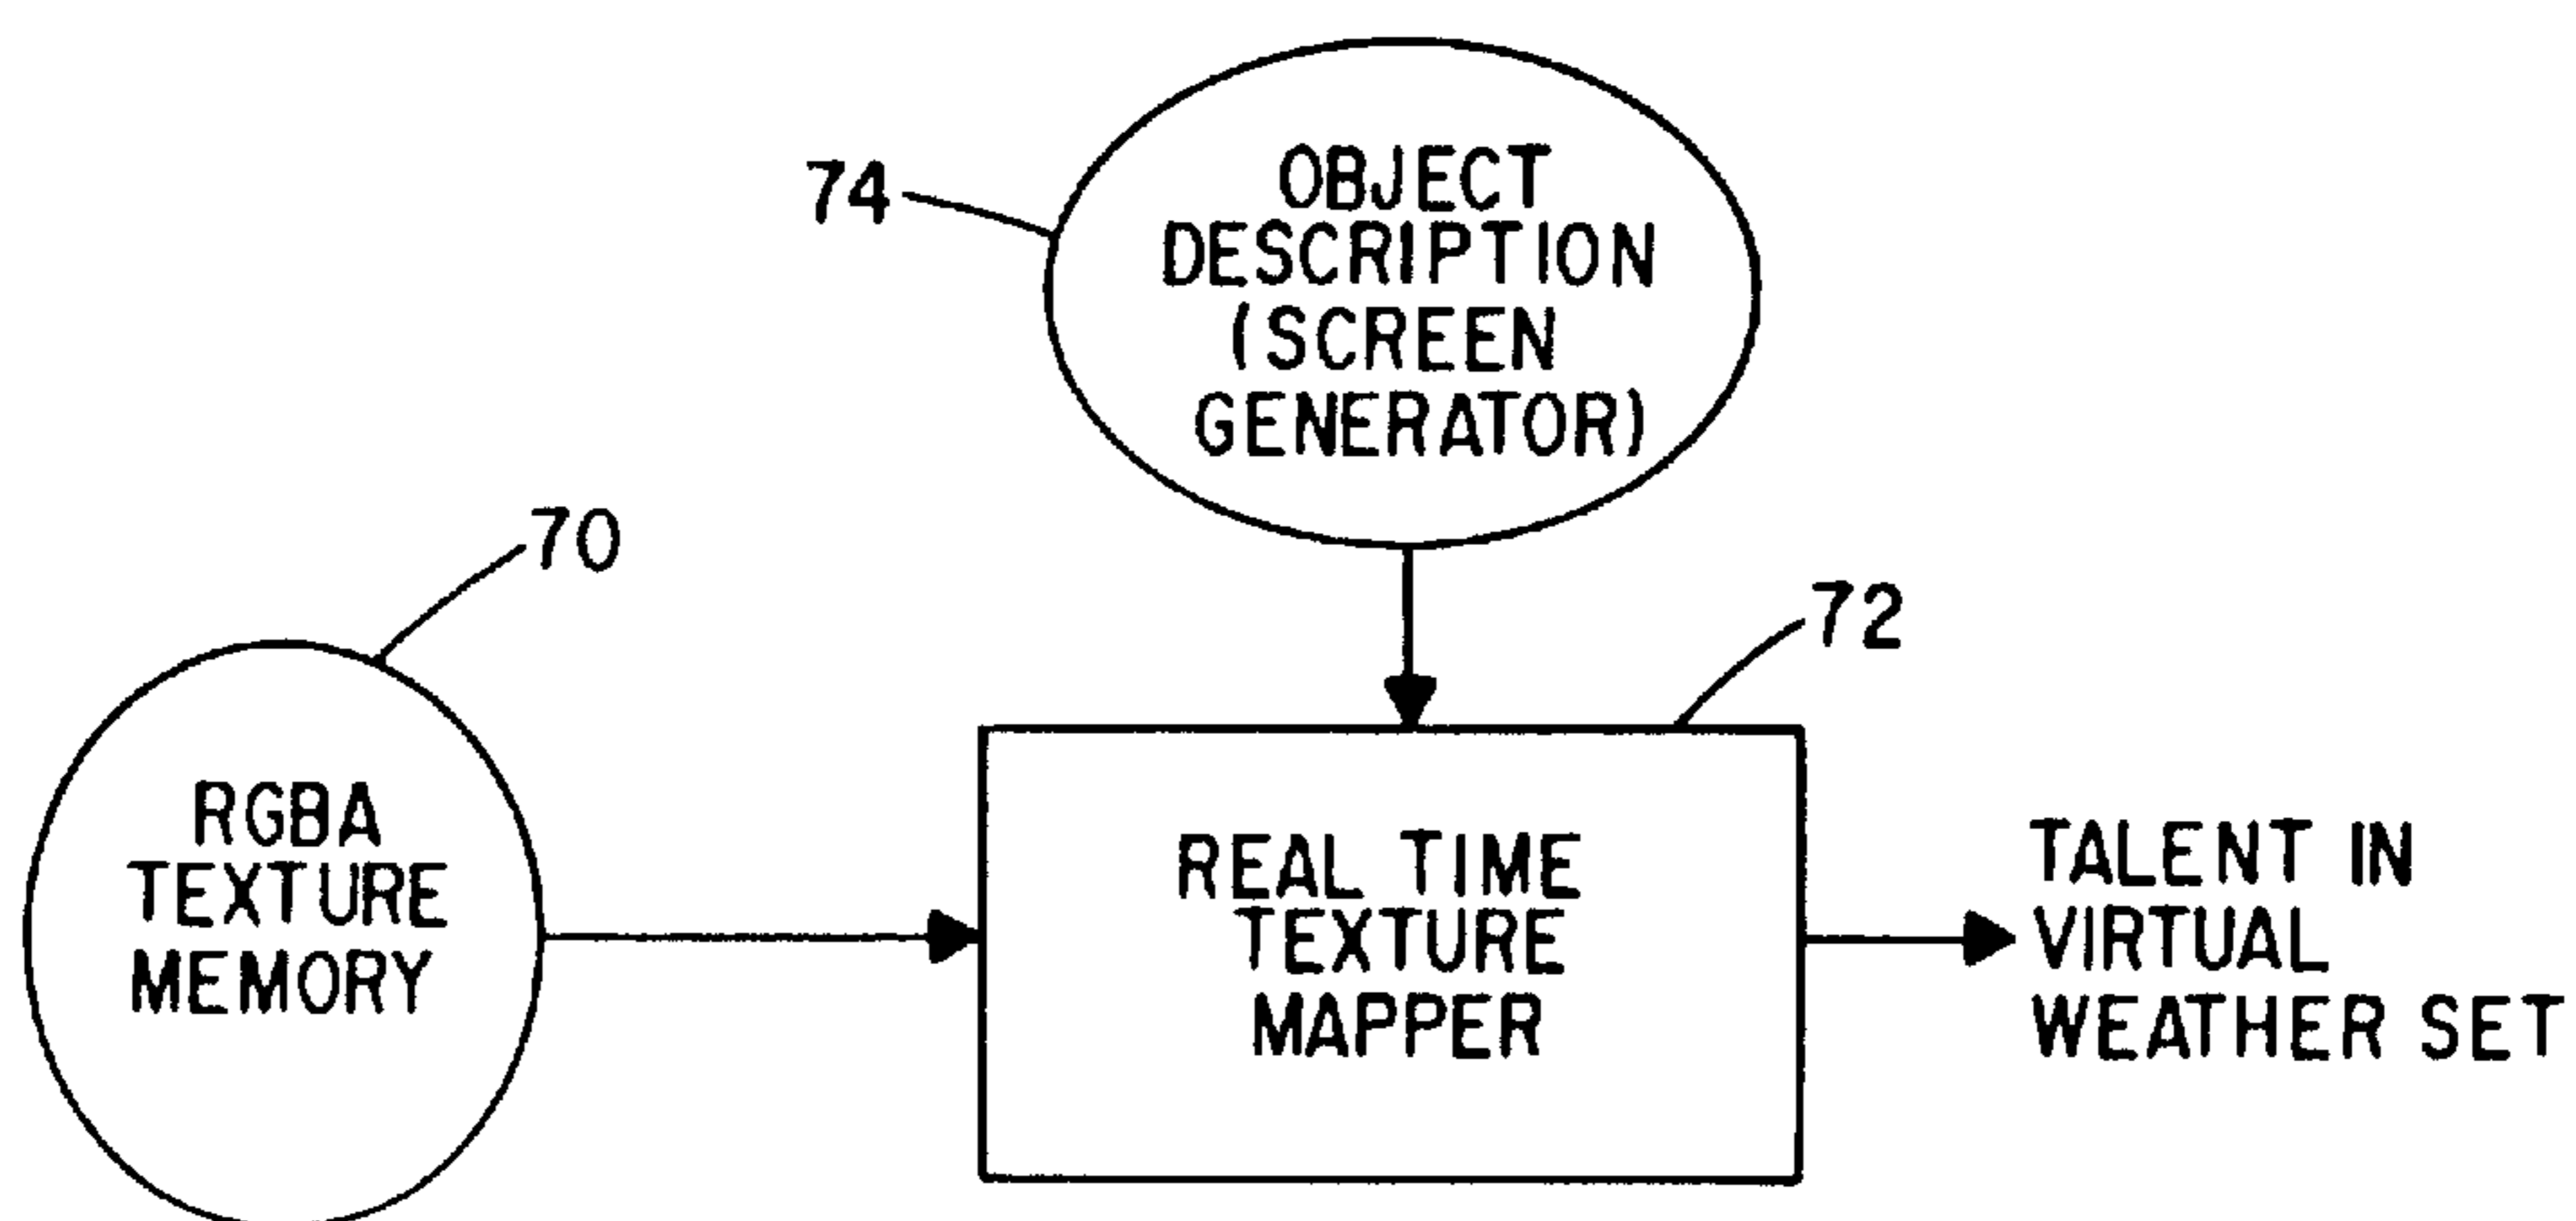 74
OBJECT
DESCRIPTION
(SCREEN
GENERATOR)
70
72
RGBA
TEXTURE
MEMORY
REAL TIME
TEXTURE
MAPPER
TALENT IN
VIRTUAL
WEATHER SET